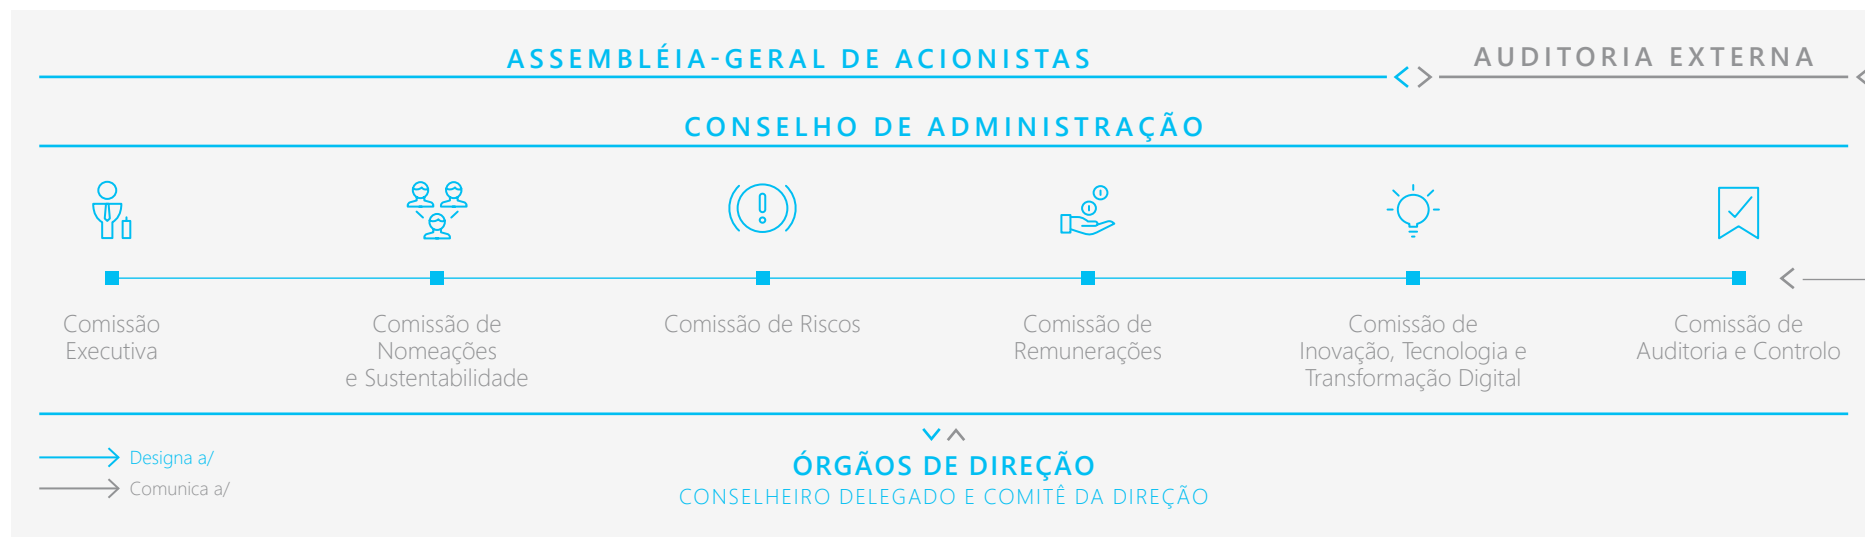 ASSEMBLÉIA-GERAL DE ACIONISTAS
AUDITORIA EXTERNA
CONSELHO DE ADMINISTRAÇÃO
Comissão
Executiva
Comissão de
Nomeações
e Sustentabilidade
Comissão de Riscos
Comissão de
Remunerações
Comissão de
Inovação, Tecnologia e
Transformação Digital
Comissão de
Auditoria e Controlo
Designa a/
Comunica a/
ÓRGÃOS DE DIREÇÃO
CONSELHEIRO DELEGADO E COMITÊ DA DIREÇÃO